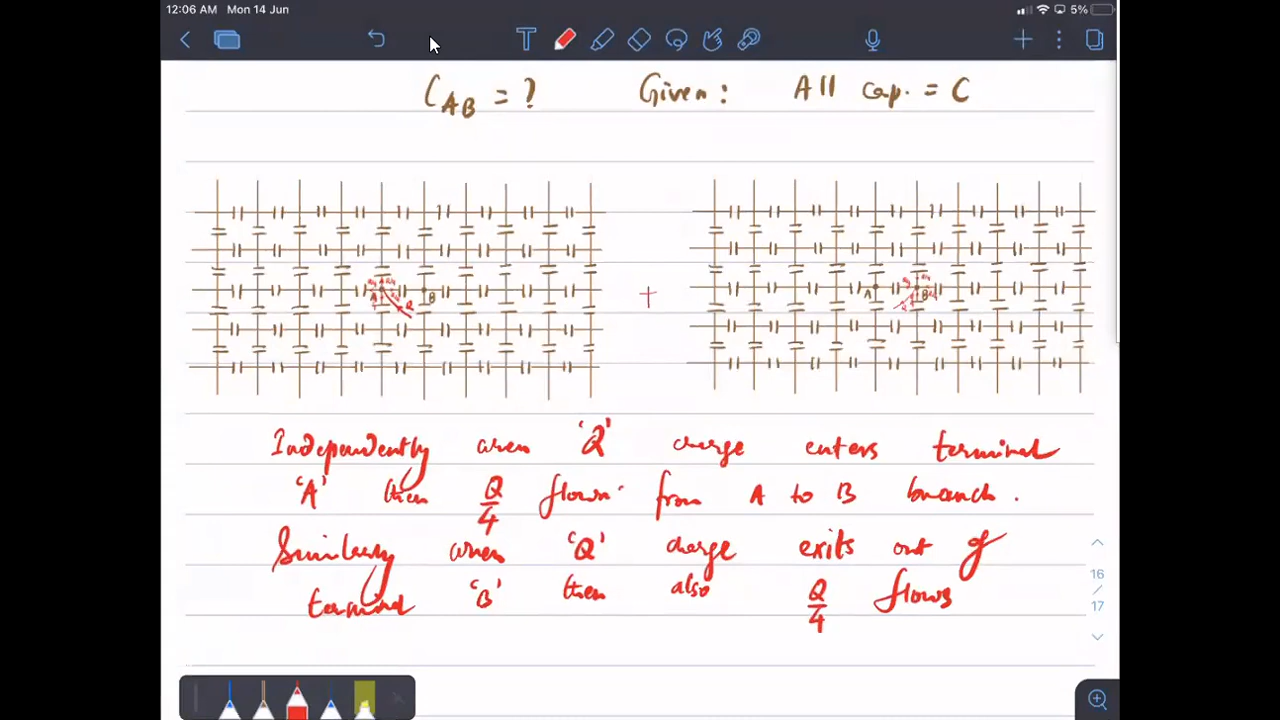 12:06 AM Mon 14 Jun 5%
T
C_AB = ? Given: All cap. = C
A B
A B
+
Independently when 'Q' charge enters terminal
'A' then Q/4 flows from A to B branch.
Similarly when 'Q' charge exits out of
terminal 'B' then also Q/4 flows
16
/
17